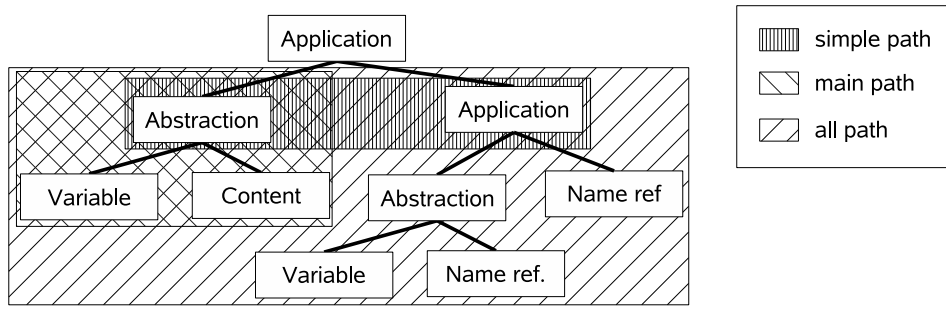 Application
simple path
main path
all path
Abstraction
Application
Variable
Content
Abstraction
Name ref
Variable
Name ref.